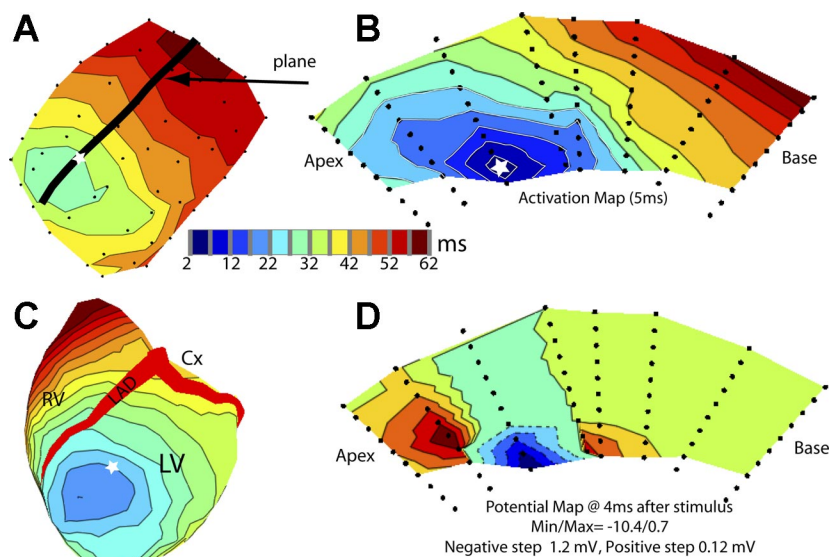 A
plane
B
Apex
Base
Activation Map (5ms)
ms
2 12 22 32 42 52 62
C
Cx
LAD
RV
LV
D
Apex
Base
Potential Map @ 4ms after stimulus
Min/Max= -10.4/0.7
Negative step 1.2 mV, Positive step 0.12 mV